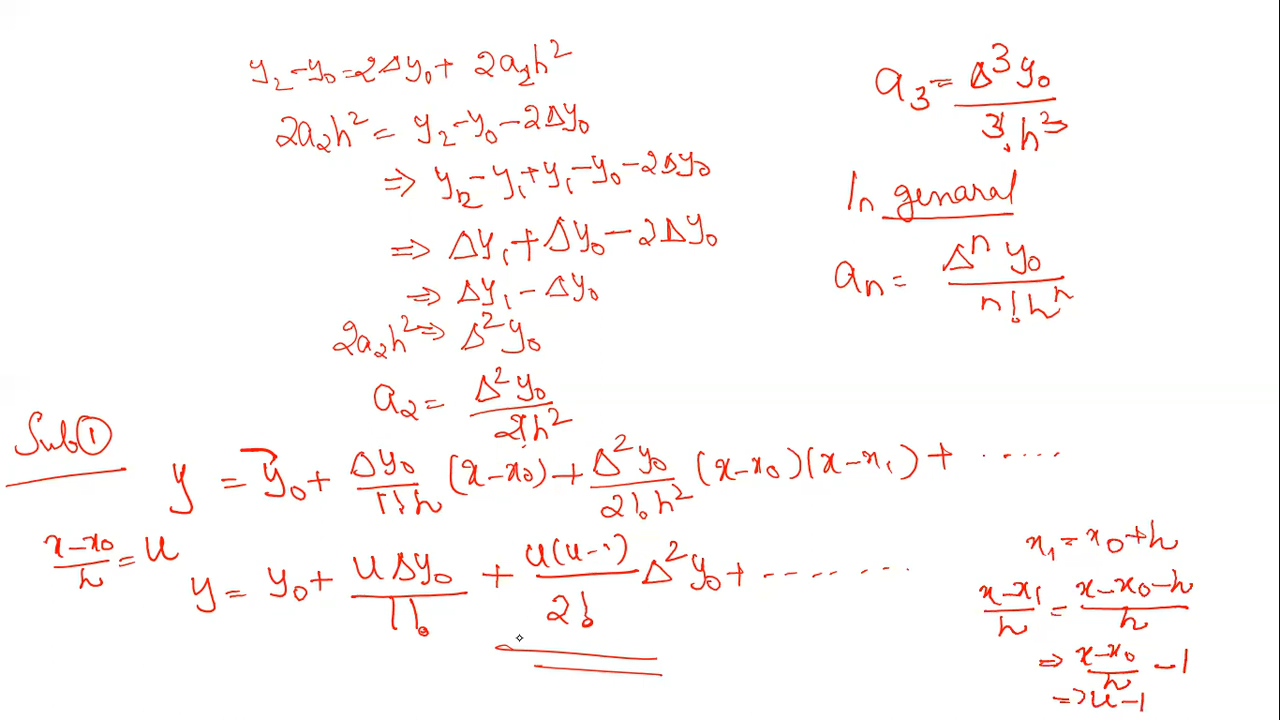 y₂ - y₀ = 2Δy₀ + 2a₂h²
2a₂h² = y₂ - y₀ - 2Δy₀
⇒ y₂ - y₁ + y₁ - y₀ - 2Δy₀
⇒ Δy₁ + Δy₀ - 2Δy₀
⇒ Δy₁ - Δy₀
2a₂h² ⇒ Δ²y₀
a₂ = Δ²y₀ / 2!h²
a₃ = Δ³y₀ / 3!h³
In genaral
aₙ = Δⁿy₀ / n!hⁿ
Sub ①
y = y₀ + Δy₀/1!h (x-x₀) + Δ²y₀/2!h² (x-x₀)(x-x₁) + .....
(x-x₀)/h = u
y = y₀ + uΔy₀/1! + u(u-1)/2! Δ²y₀ + ........
x₁ = x₀ + h
(x-x₁)/h = (x-x₀-h)/h
⇒ (x-x₀)/h - 1
⇒ u-1